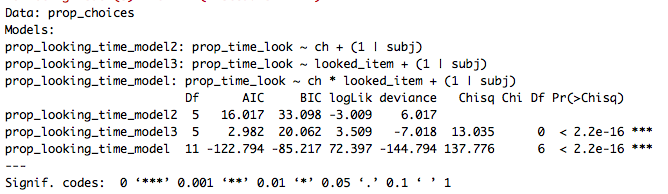 Data: prop_choices
Models:
prop_looking_time_model2: prop_time_look ~ ch + (1 | subj)
prop_looking_time_model3: prop_time_look ~ looked_item + (1 | subj)
prop_looking_time_model: prop_time_look ~ ch * looked_item + (1 | subj)
Df AIC BIC logLik deviance Chisq Chi Df Pr(>Chisq)
prop_looking_time_model2 5 16.017 33.098 -3.009 6.017
prop_looking_time_model3 5 2.982 20.062 3.509 -7.018 13.035 0 < 2.2e-16 ***
prop_looking_time_model 11 -122.794 -85.217 72.397 -144.794 137.776 6 < 2.2e-16 ***
---
Signif. codes: 0 ‘***’ 0.001 ‘**’ 0.01 ‘*’ 0.05 ‘.’ 0.1 ‘ ’ 1